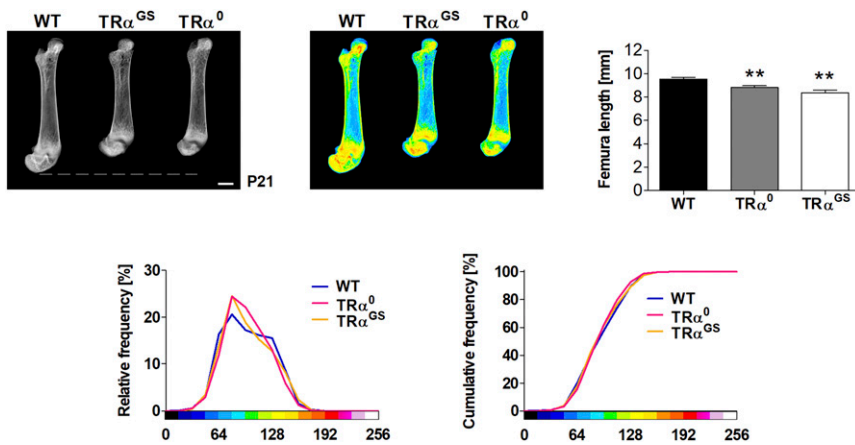 WT TRα^GS TRα^0
P21
WT TRα^GS TRα^0
Femura length [mm]
12
10
8
6
4
2
0
** **
WT TRα^0 TRα^GS
Relative frequency [%]
30
20
10
0
WT
TRα^0
TRα^GS
0 64 128 192 256
Cumulative frequency [%]
100
80
60
40
20
0
WT
TRα^0
TRα^GS
0 64 128 192 256